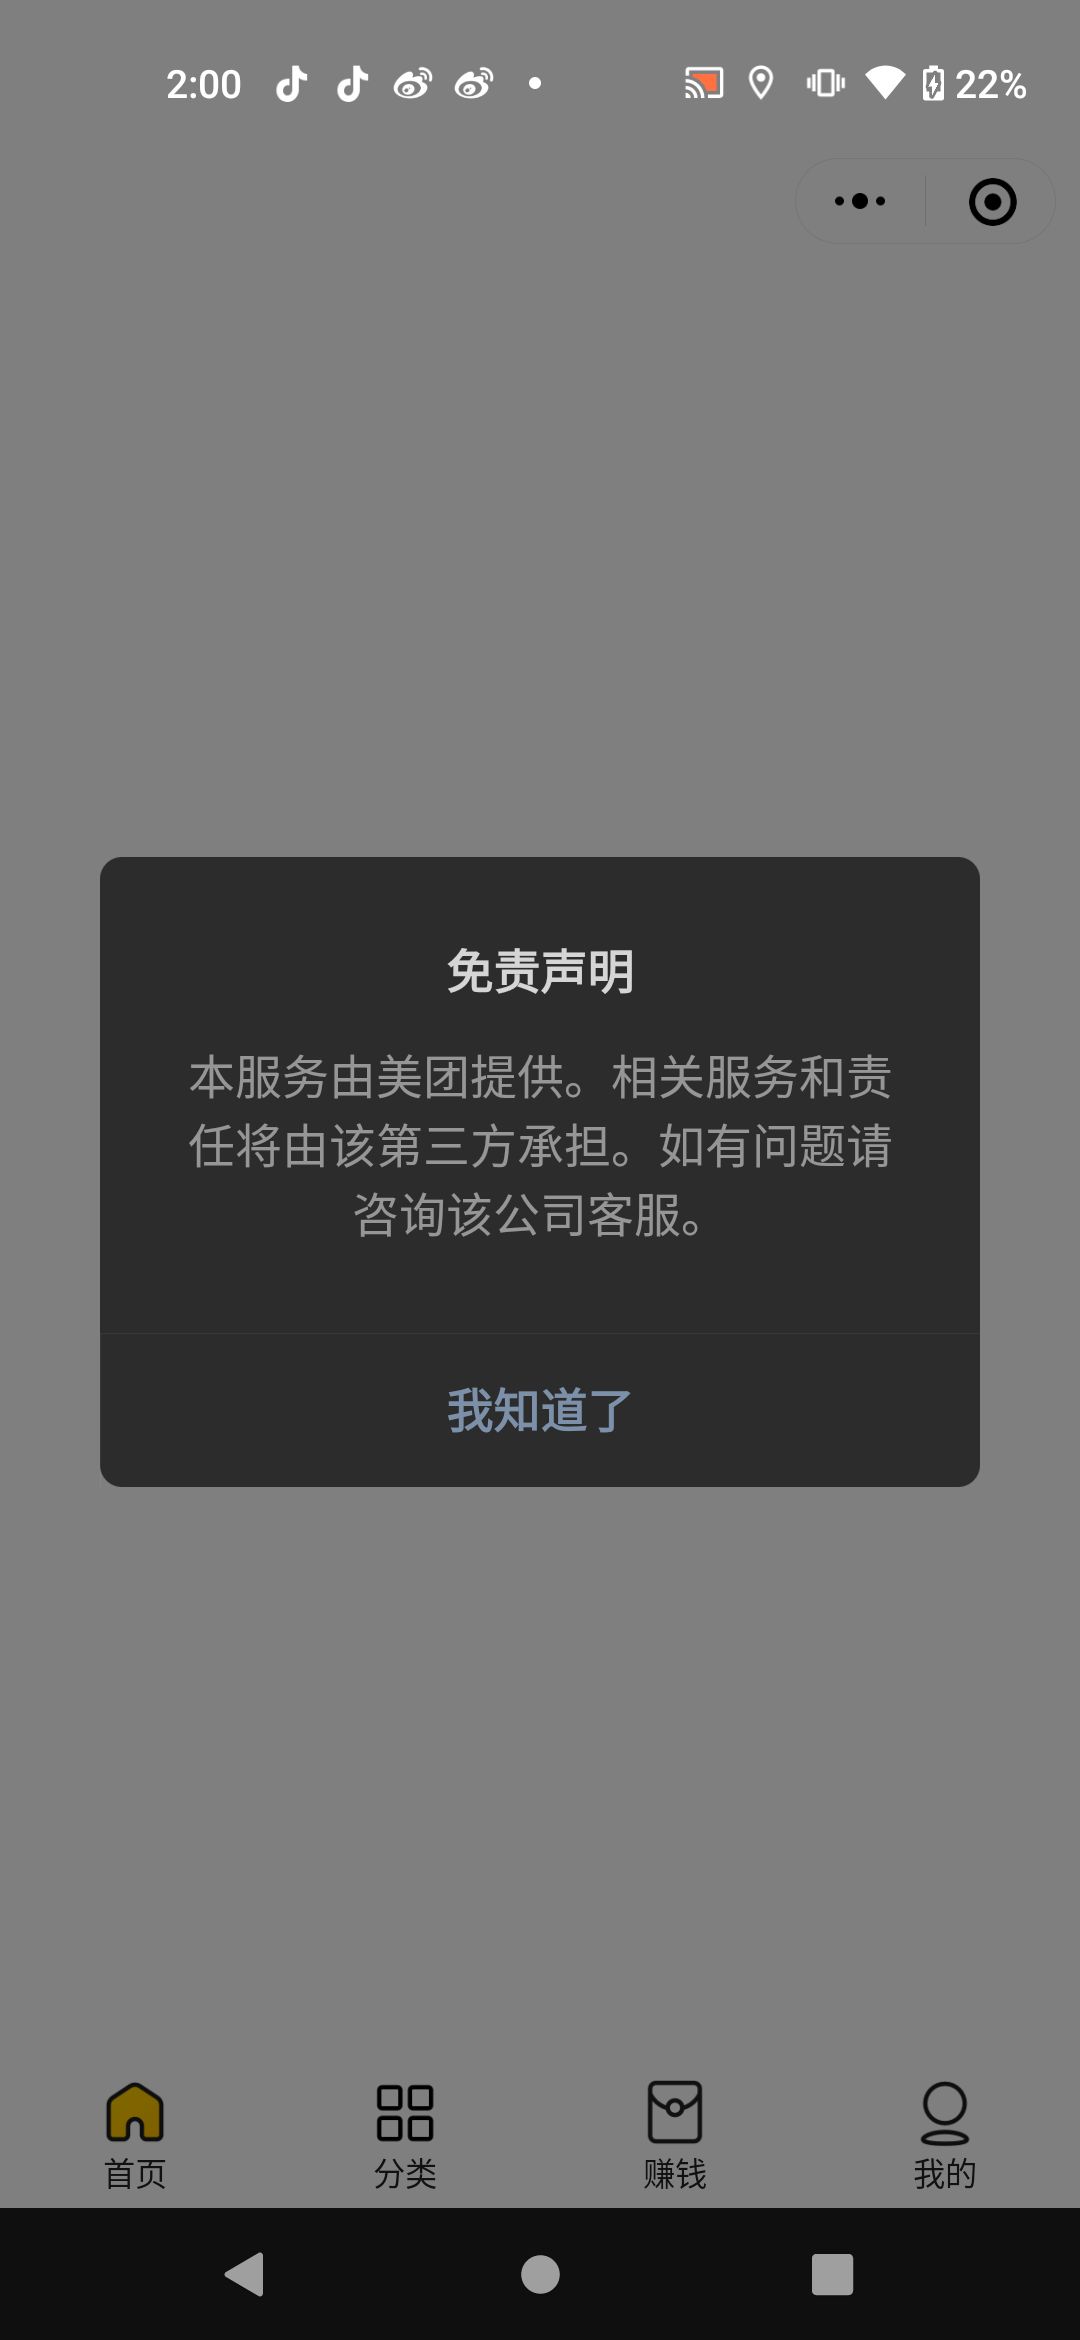 2:00
22%
免责声明
本服务由美团提供。相关服务和责
任将由该第三方承担。如有问题请
咨询该公司客服。
我知道了
首页
分类
赚钱
我的